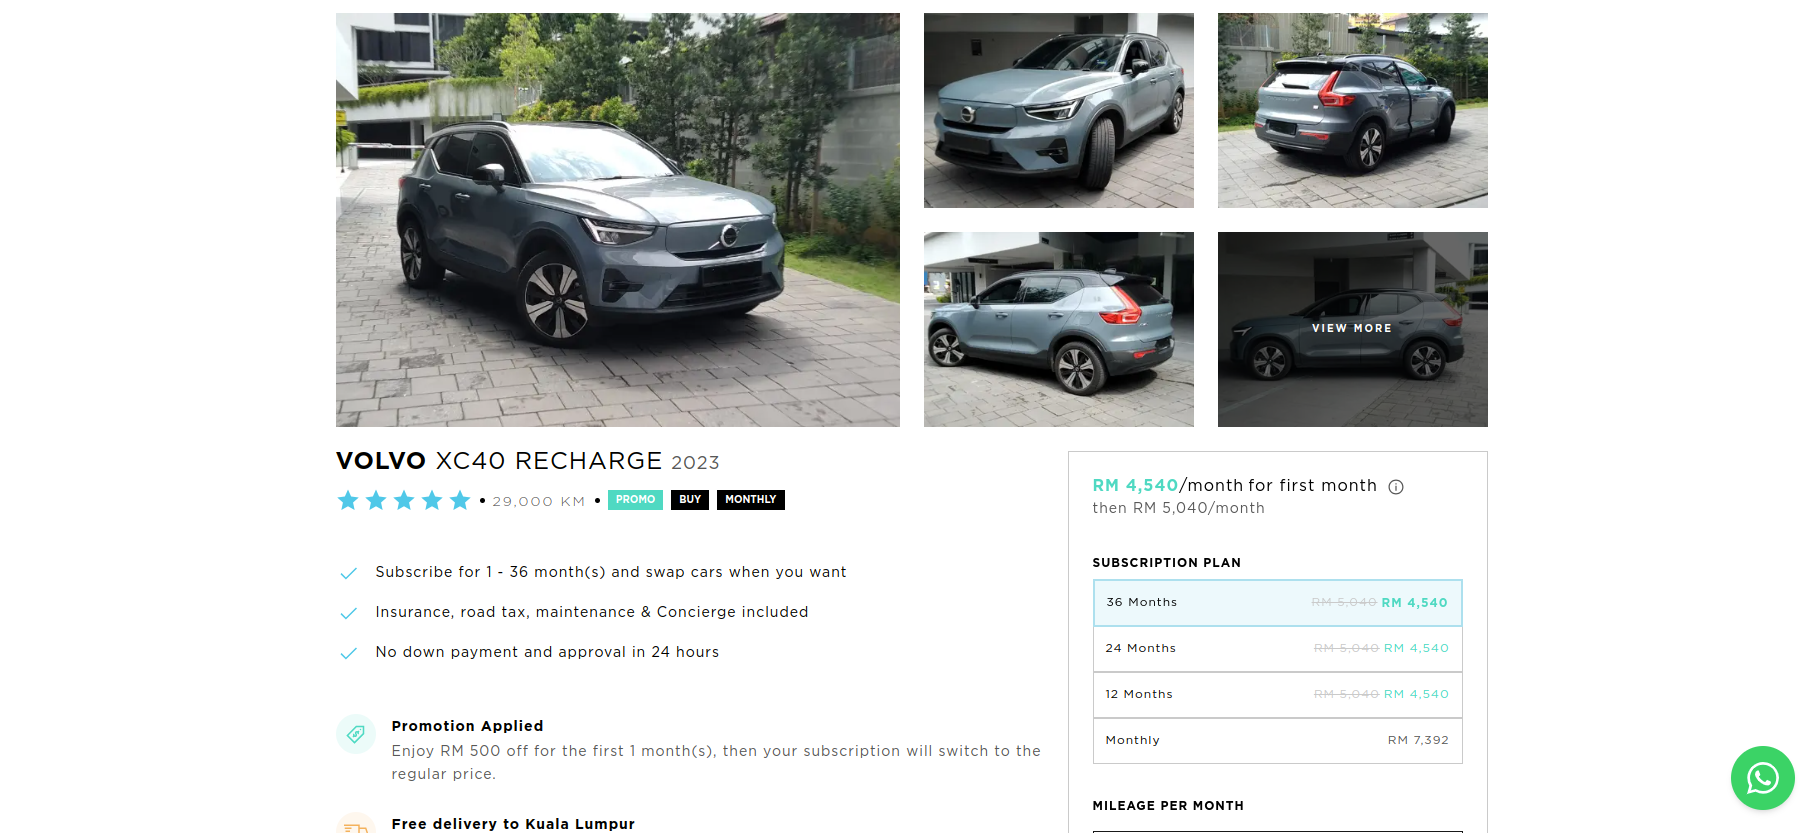 VIEW MORE
VOLVO XC40 RECHARGE 2023
29,000 KM • PROMO BUY MONTHLY
Subscribe for 1 - 36 month(s) and swap cars when you want
Insurance, road tax, maintenance & Concierge included
No down payment and approval in 24 hours
Promotion Applied
Enjoy RM 500 off for the first 1 month(s), then your subscription will switch to the
regular price.
Free delivery to Kuala Lumpur
RM 4,540/month for first month
then RM 5,040/month
SUBSCRIPTION PLAN
36 Months RM 5,040 RM 4,540
24 Months RM 5,040 RM 4,540
12 Months RM 5,040 RM 4,540
Monthly RM 7,392
MILEAGE PER MONTH